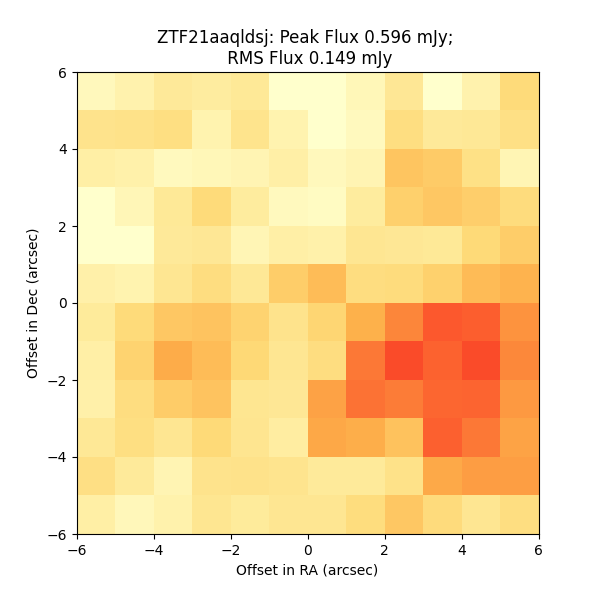 ZTF21aaqldsj: Peak Flux 0.596 mJy;
RMS Flux 0.149 mJy
6
4
2
0
−2
−4
−6
Offset in Dec (arcsec)
−6 −4 −2 0 2 4 6
Offset in RA (arcsec)